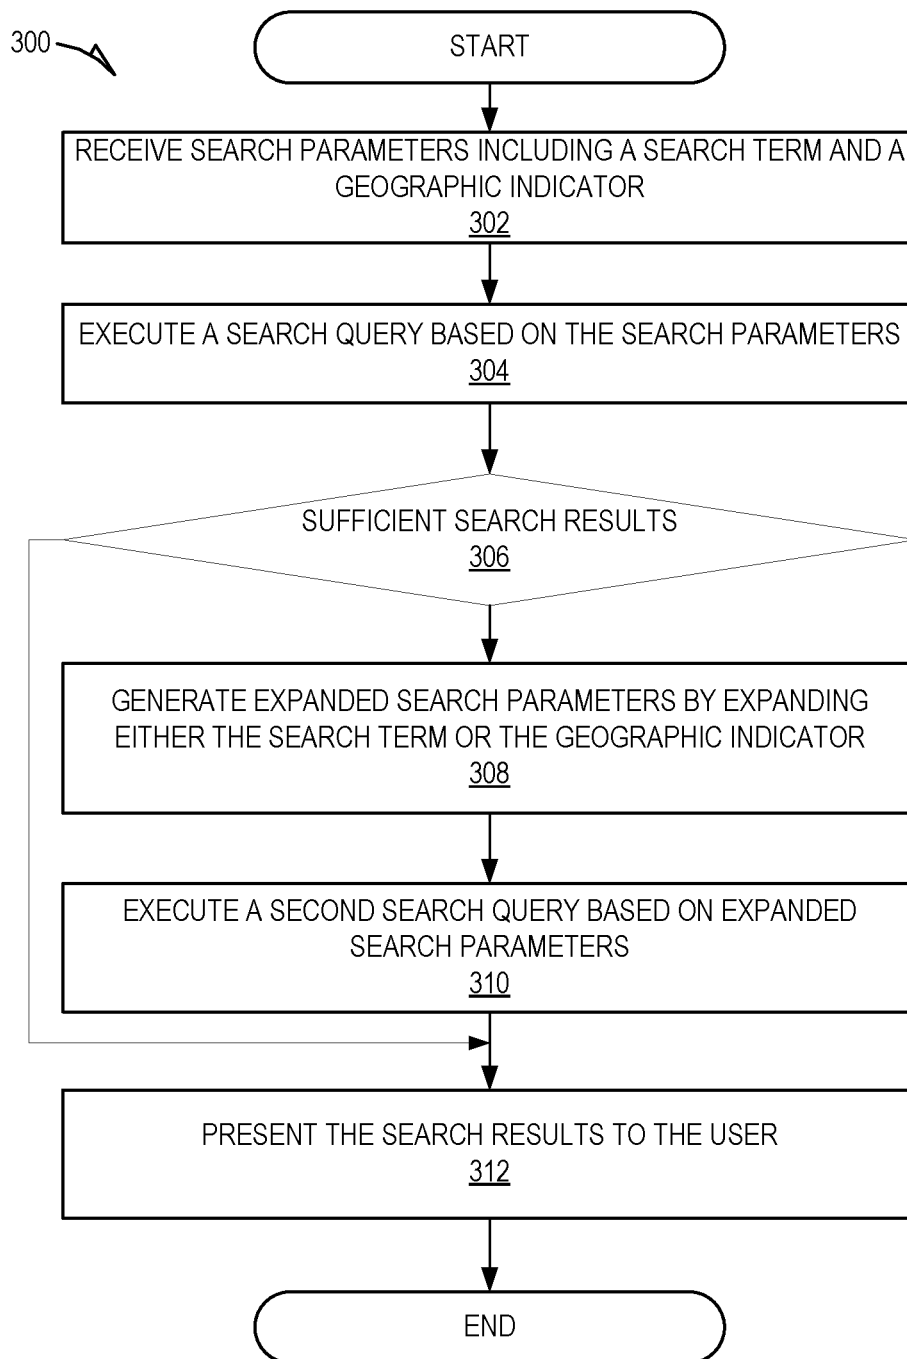 300
START
RECEIVE SEARCH PARAMETERS INCLUDING A SEARCH TERM AND A
GEOGRAPHIC INDICATOR
302
EXECUTE A SEARCH QUERY BASED ON THE SEARCH PARAMETERS
304
SUFFICIENT SEARCH RESULTS
306
GENERATE EXPANDED SEARCH PARAMETERS BY EXPANDING
EITHER THE SEARCH TERM OR THE GEOGRAPHIC INDICATOR
308
EXECUTE A SECOND SEARCH QUERY BASED ON EXPANDED
SEARCH PARAMETERS
310
PRESENT THE SEARCH RESULTS TO THE USER
312
END